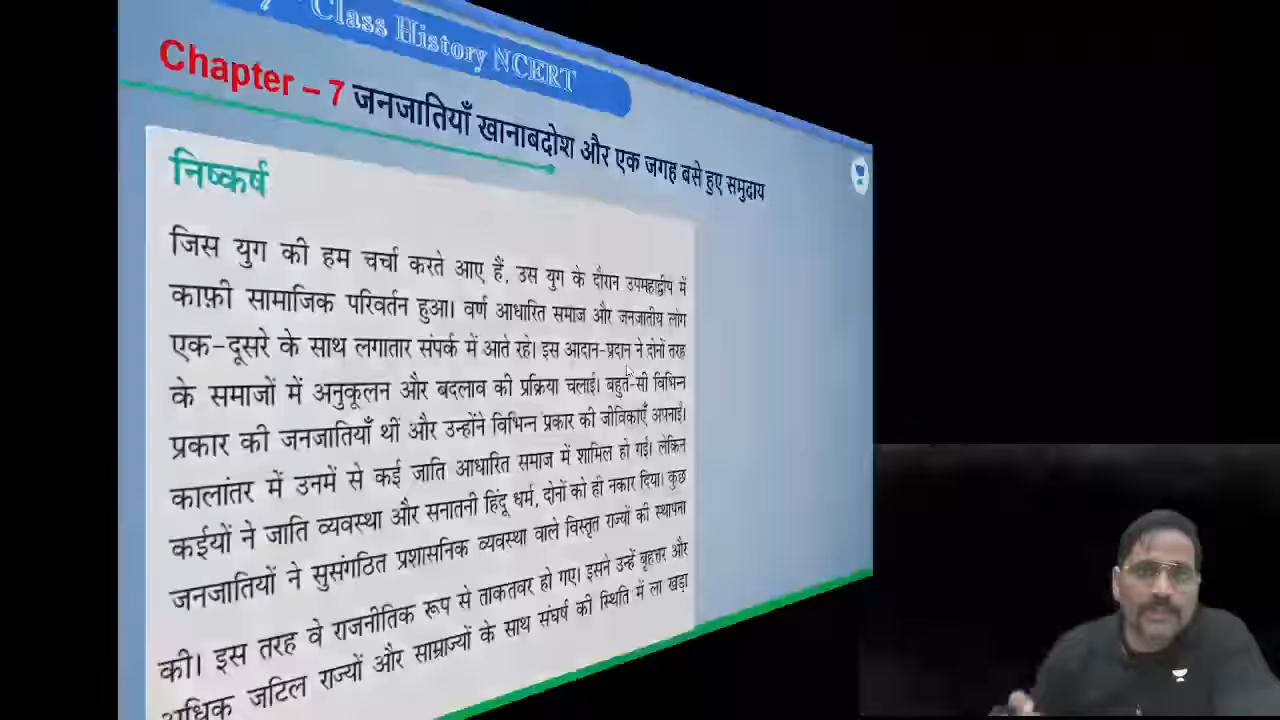 Class History NCERT
Chapter – 7 जनजातियाँ खानाबदोश और एक जगह बसे हुए समुदाय
निष्कर्ष
जिस युग की हम चर्चा करते आए हैं, उस युग के दौरान उपमहाद्वीप में
काफ़ी सामाजिक परिवर्तन हुआ। वर्ण आधारित समाज और जनजातीय लोग
एक-दूसरे के साथ लगातार संपर्क में आते रहे। इस आदान-प्रदान ने दोनों तरह
के समाजों में अनुकूलन और बदलाव की प्रक्रिया चलाई। बहुत-सी विभिन्न
प्रकार की जनजातियाँ थीं और उन्होंने विभिन्न प्रकार की जीविकाएँ अपनाईं।
कालांतर में उनमें से कई जाति आधारित समाज में शामिल हो गईं। लेकिन
कईयों ने जाति व्यवस्था और सनातनी हिंदू धर्म, दोनों को ही नकार दिया। कुछ
जनजातियों ने सुसंगठित प्रशासनिक व्यवस्था वाले विस्तृत राज्यों की स्थापना
की। इस तरह वे राजनीतिक रूप से ताकतवर हो गए। इसने उन्हें बृहत्तर और
अधिक जटिल राज्यों और साम्राज्यों के साथ संघर्ष की स्थिति में ला खड़ा